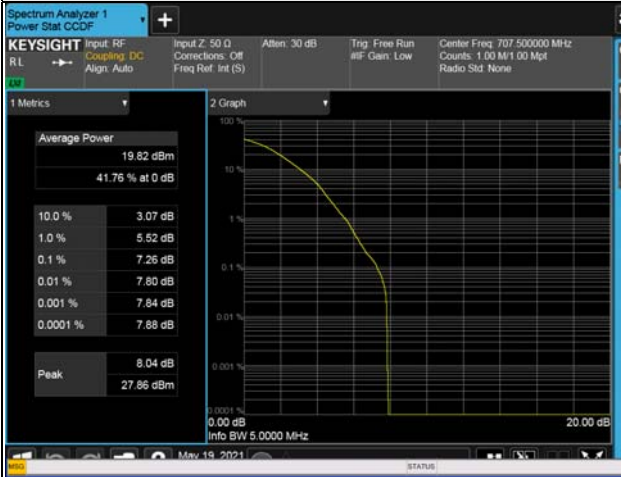 Spectrum Analyzer 1
Power Stat CCDF
KEYSIGHT
RL
Input: RF
Coupling: DC
Align: Auto
Input Z: 50 Ω
Corrections: Off
Freq Ref: Int (S)
Atten: 30 dB
Trig: Free Run
#IF Gain: Low
Center Freq: 707.500000 MHz
Counts: 1.00 M/1.00 Mpt
Radio Std: None
1 Metrics
Average Power
19.82 dBm
41.76 % at 0 dB
10.0 % 3.07 dB
1.0 % 5.52 dB
0.1 % 7.26 dB
0.01 % 7.80 dB
0.001 % 7.84 dB
0.0001 % 7.88 dB
Peak
8.04 dB
27.86 dBm
2 Graph
100 %
10 %
1 %
0.1 %
0.01 %
0.001 %
0.0001 %
0.00 dB
20.00 dB
Info BW 5.0000 MHz
May 19, 2021
MSG
STATUS